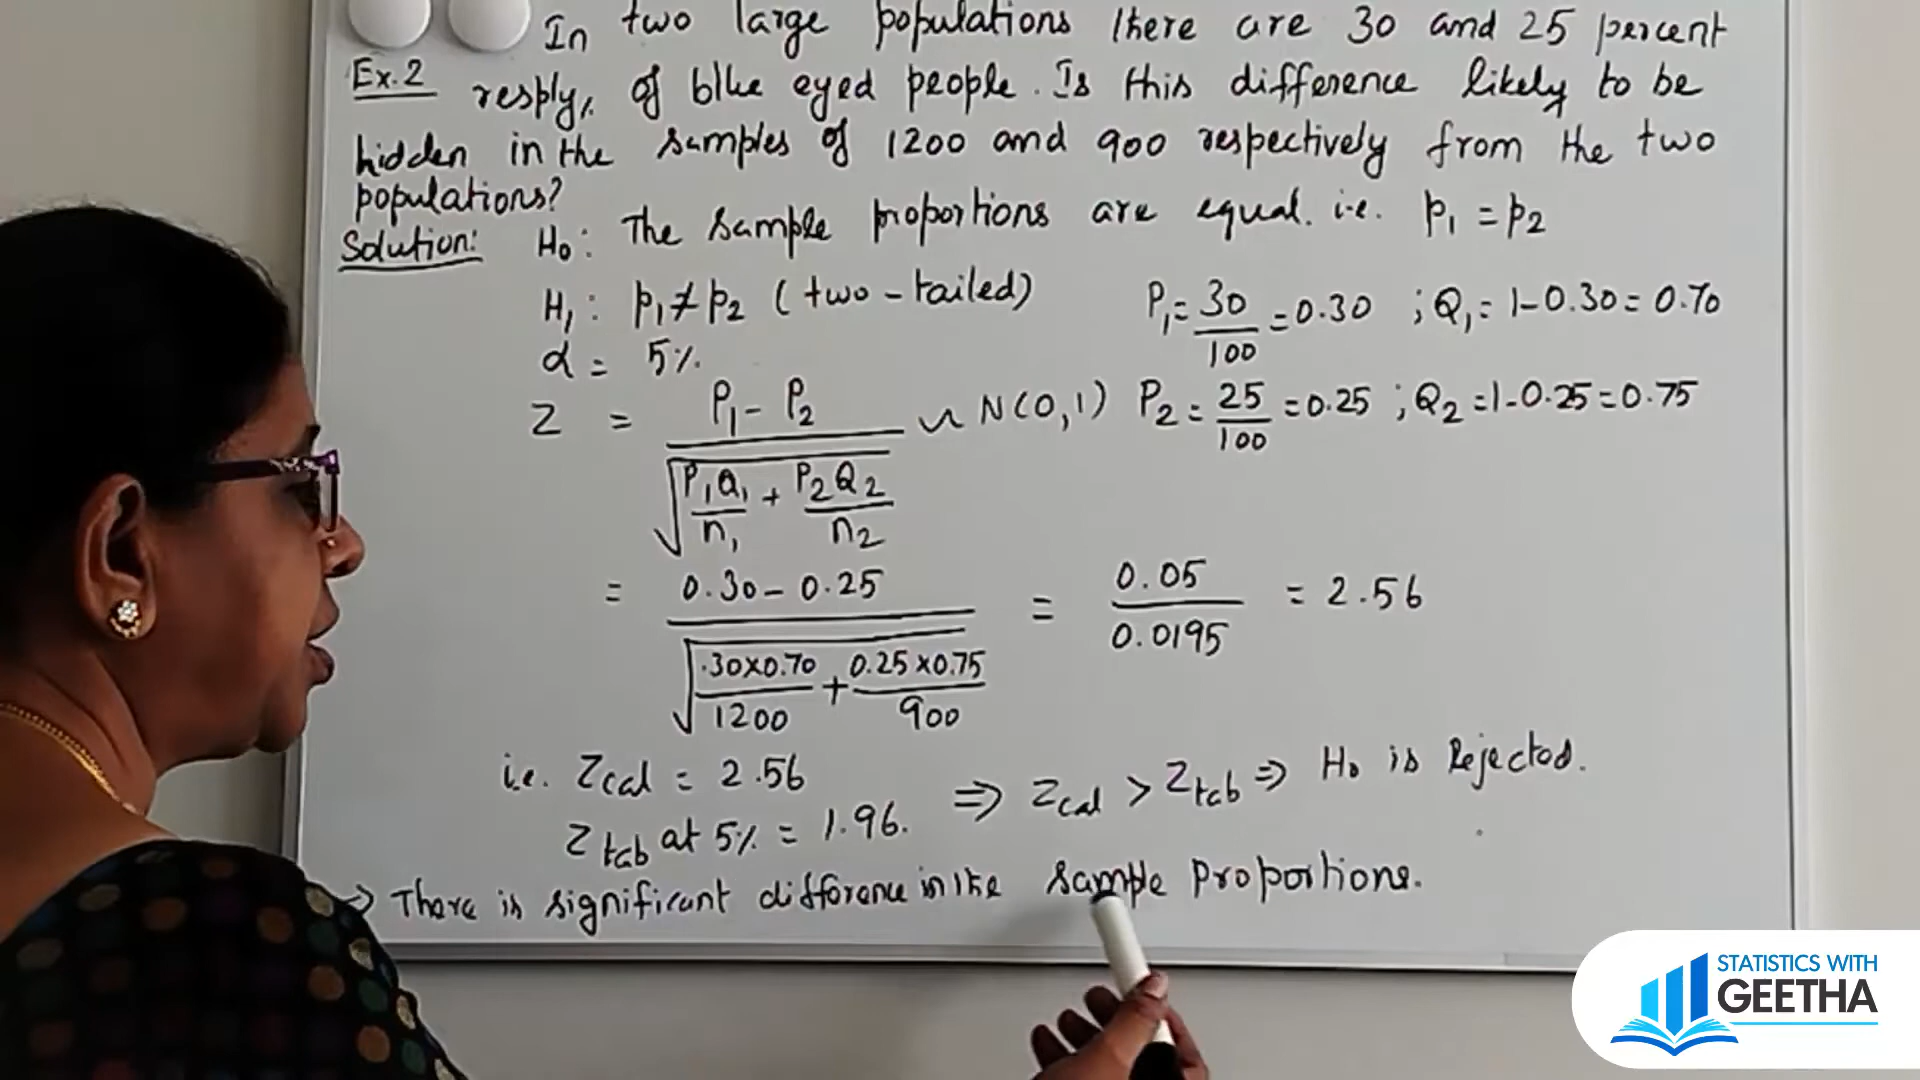 In two large populations there are 30 and 25 percent
Ex.2 resply, of blue eyed people. Is this difference likely to be
hidden in the samples of 1200 and 900 respectively from the two
populations?
Solution: H₀: The sample proportions are equal. i.e. p₁ = p₂
H₁: p₁ ≠ p₂ (two-tailed) P₁ = 30/100 = 0.30 ; Q₁ = 1-0.30 = 0.70
α = 5%
Z = (P₁ - P₂) / √(P₁Q₁/n₁ + P₂Q₂/n₂) ~ N(0,1) P₂ = 25/100 = 0.25 ; Q₂ = 1-0.25 = 0.75
= (0.30 - 0.25) / √(.30×0.70/1200 + 0.25×0.75/900) = 0.05/0.0195 = 2.56
i.e. Zcal = 2.56
Ztab at 5% = 1.96. ⇒ Zcal > Ztab ⇒ H₀ is Rejected.
⇒ There is significant difference in the sample proportions.
STATISTICS WITH
GEETHA